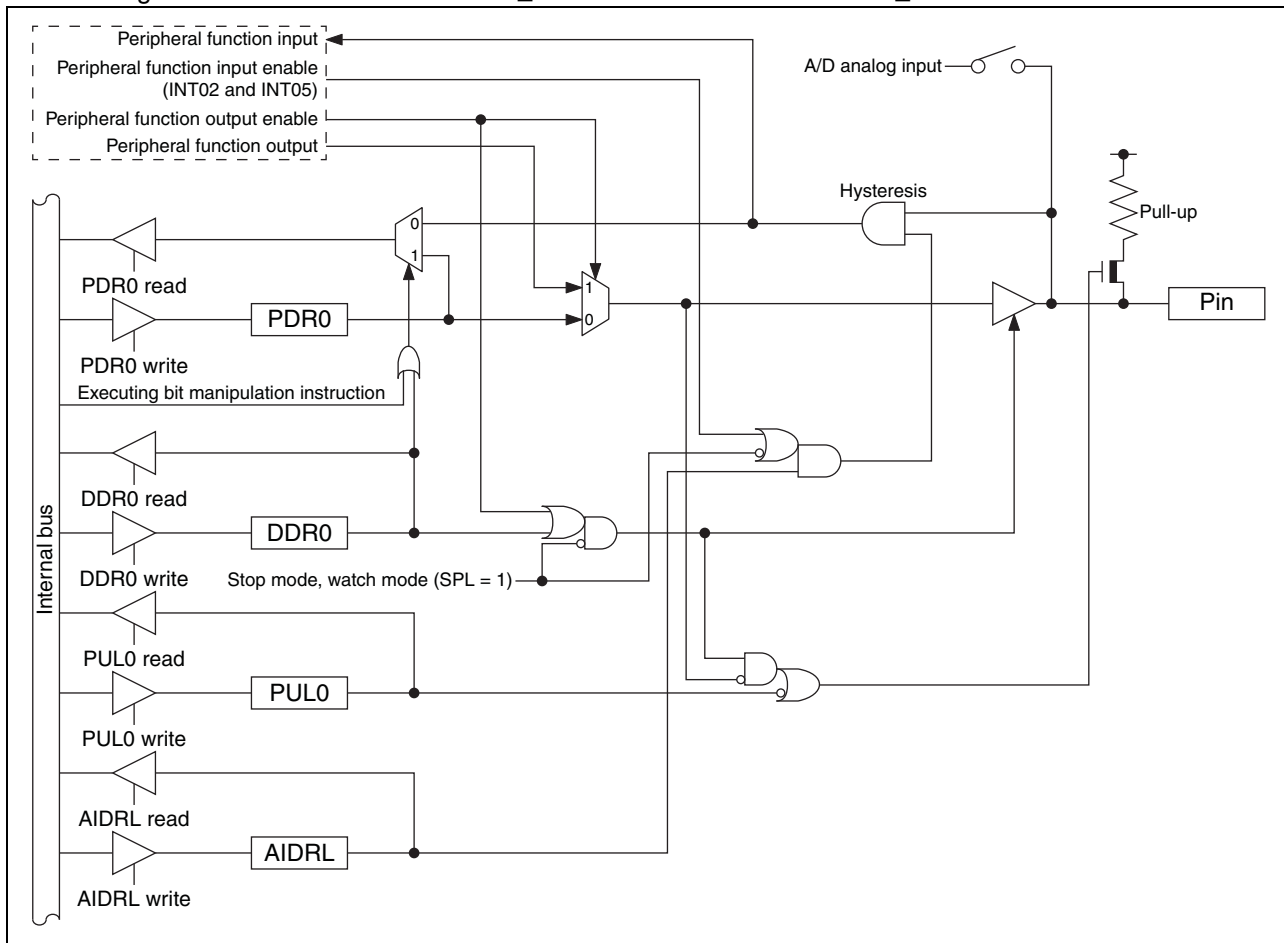 Peripheral function input
Peripheral function input enable
(INT02 and INT05)
Peripheral function output enable
Peripheral function output
A/D analog input
Hysteresis
Pull-up
0
1
PDR0 read
1
PDR0
0
Pin
PDR0 write
Executing bit manipulation instruction
DDR0 read
DDR0
DDR0 write
Stop mode, watch mode (SPL = 1)
Internal bus
PUL0 read
PUL0
PUL0 write
AIDRL read
AIDRL
AIDRL write